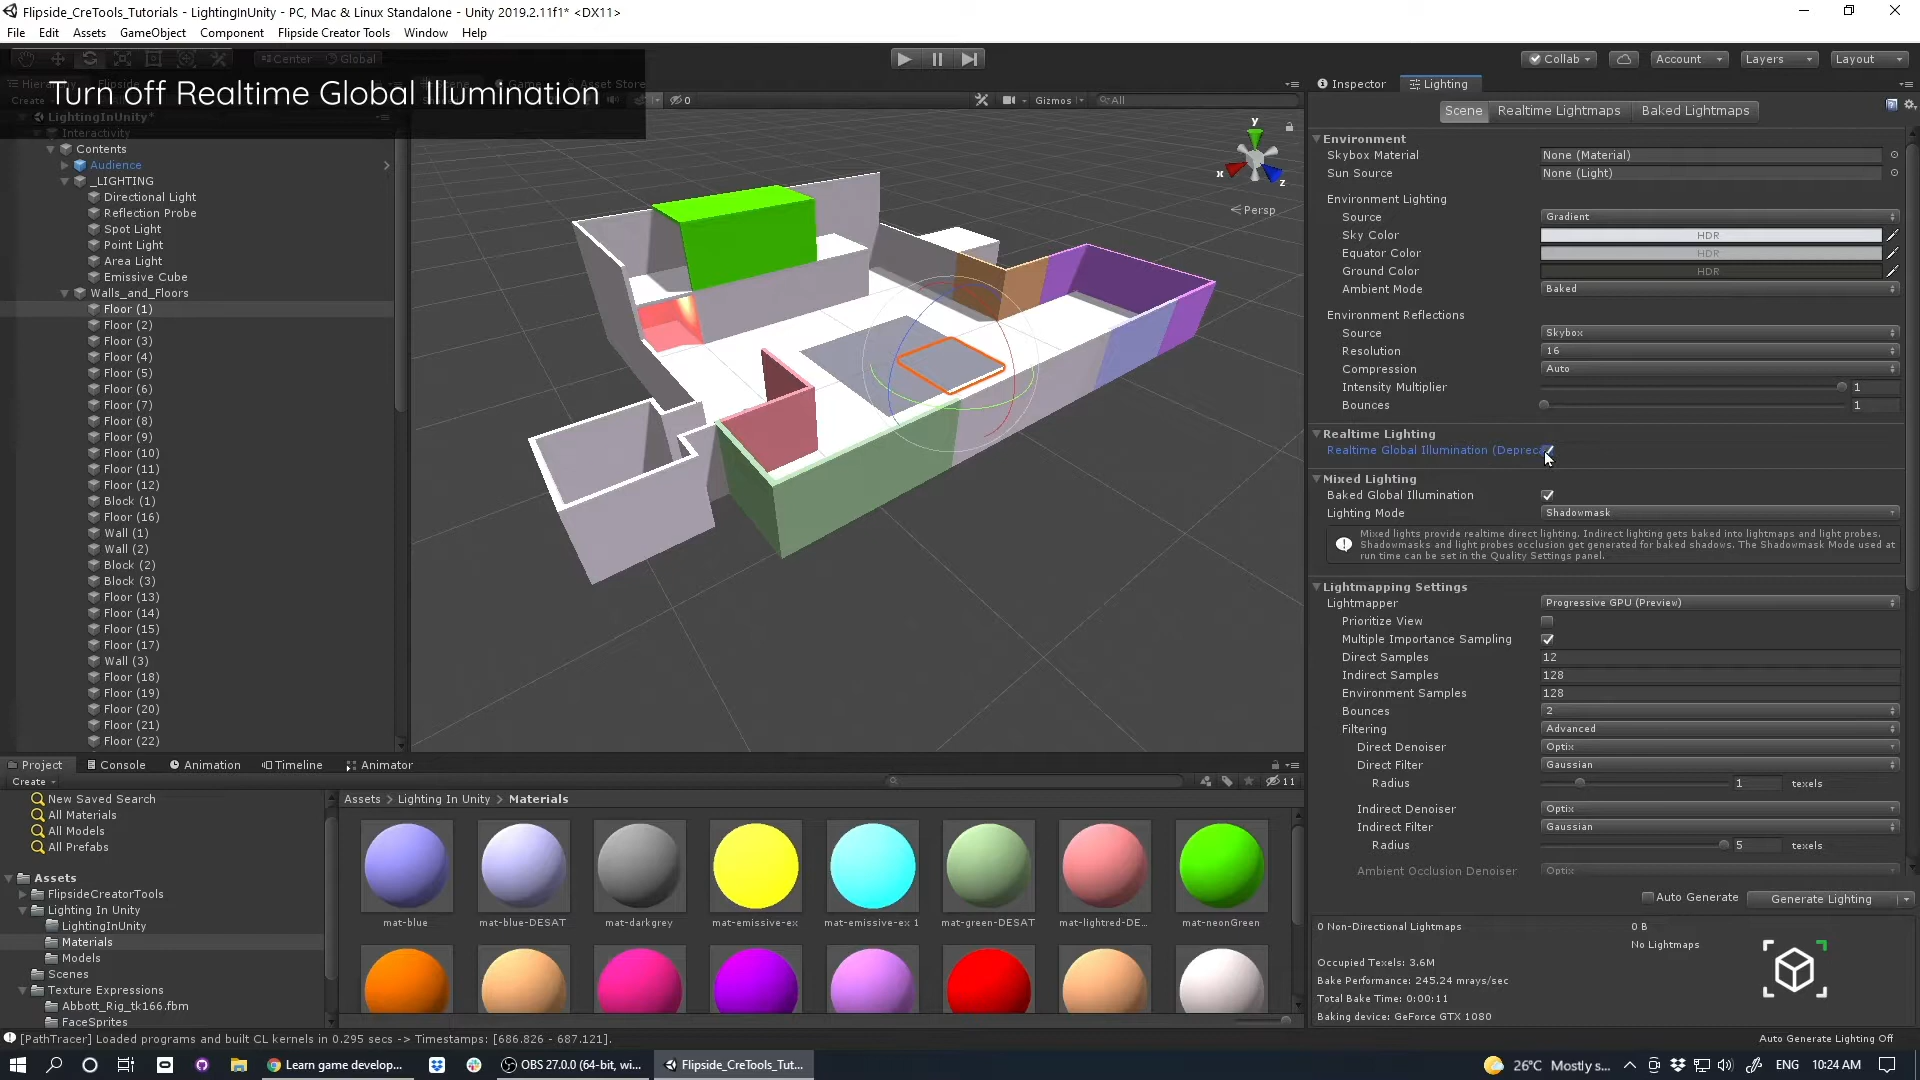 Flipside_CreTools_Tutorials - LightingInUnity - PC, Mac & Linux Standalone - Unity 2019.2.11f1* <DX11>
File Edit Assets GameObject Component Flipside Creator Tools Window Help
Center Global
Collab Account Layers Layout
Turn off Realtime Global Illumination
Asset Store
Inspector Lighting
Create
0 Gizmos All
Scene Realtime Lightmaps Baked Lightmaps
LightingInUnity*
Interactivity
Contents
Audience
_LIGHTING
Directional Light
Reflection Probe
Spot Light
Point Light
Area Light
Emissive Cube
Walls_and_Floors
Floor (1)
Floor (2)
Floor (3)
Floor (4)
Floor (5)
Floor (6)
Floor (7)
Floor (8)
Floor (9)
Floor (10)
Floor (11)
Floor (12)
Block (1)
Floor (16)
Wall (1)
Wall (2)
Block (2)
Block (3)
Floor (13)
Floor (14)
Floor (15)
Floor (17)
Wall (3)
Floor (18)
Floor (19)
Floor (20)
Floor (21)
Floor (22)
y
x
z
Persp
Environment
Skybox Material None (Material)
Sun Source None (Light)
Environment Lighting
Source Gradient
Sky Color HDR
Equator Color HDR
Ground Color HDR
Ambient Mode Baked
Environment Reflections
Source Skybox
Resolution 16
Compression Auto
Intensity Multiplier 1
Bounces 1
Realtime Lighting
Realtime Global Illumination (Depreca
Mixed Lighting
Baked Global Illumination
Lighting Mode Shadowmask
Mixed lights provide realtime direct lighting. Indirect lighting gets baked into lightmaps and light probes.
Shadowmasks and light probes occlusion get generated for baked shadows. The Shadowmask Mode used at
run time can be set in the Quality Settings panel.
Lightmapping Settings
Lightmapper Progressive GPU (Preview)
Prioritize View
Multiple Importance Sampling
Direct Samples 12
Indirect Samples 128
Environment Samples 128
Bounces 2
Filtering Advanced
Direct Denoiser Optix
Direct Filter Gaussian
Radius 1 texels
Indirect Denoiser Optix
Indirect Filter Gaussian
Radius 5 texels
Ambient Occlusion Denoiser Optix
Auto Generate Generate Lighting
0 Non-Directional Lightmaps 0 B
No Lightmaps
Occupied Texels: 3.6M
Bake Performance: 245.24 mrays/sec
Total Bake Time: 0:00:11
Baking device: GeForce GTX 1080
Project Console Animation Timeline Animator
Create 11
New Saved Search
All Materials
All Models
All Prefabs
Assets
FlipsideCreatorTools
Lighting In Unity
LightingInUnity
Materials
Models
Scenes
Texture Expressions
Abbott_Rig_tk166.fbm
FaceSprites
Assets > Lighting In Unity > Materials
mat-blue mat-blue-DESAT mat-darkgrey mat-emissive-ex mat-emissive-ex 1 mat-green-DESAT mat-lightred-DE... mat-neonGreen
[PathTracer] Loaded programs and built CL kernels in 0.295 secs -> Timestamps: [686.826 - 687.121].
Auto Generate Lighting Off
Learn game develop... OBS 27.0.0 (64-bit, wi... Flipside_CreTools_Tut... 26°C Mostly s... ENG 10:24 AM